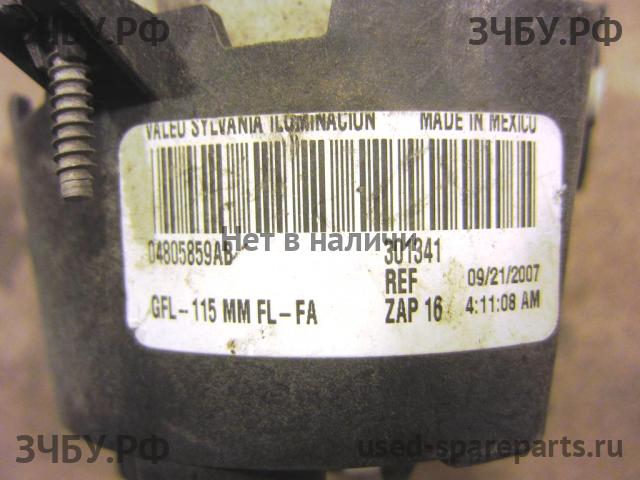 ЗЧБУ.РФ
ЗЧБУ.РФ
VALEO SYLVANIA ILUMINACION MADE IN MEXICO
04805859AB
301341
Нет в наличии
REF 09/21/2007
GFL-115 MM FL-FA
ZAP 16 4:11:08 AM
ЗЧБУ.РФ
used-spareparts.ru